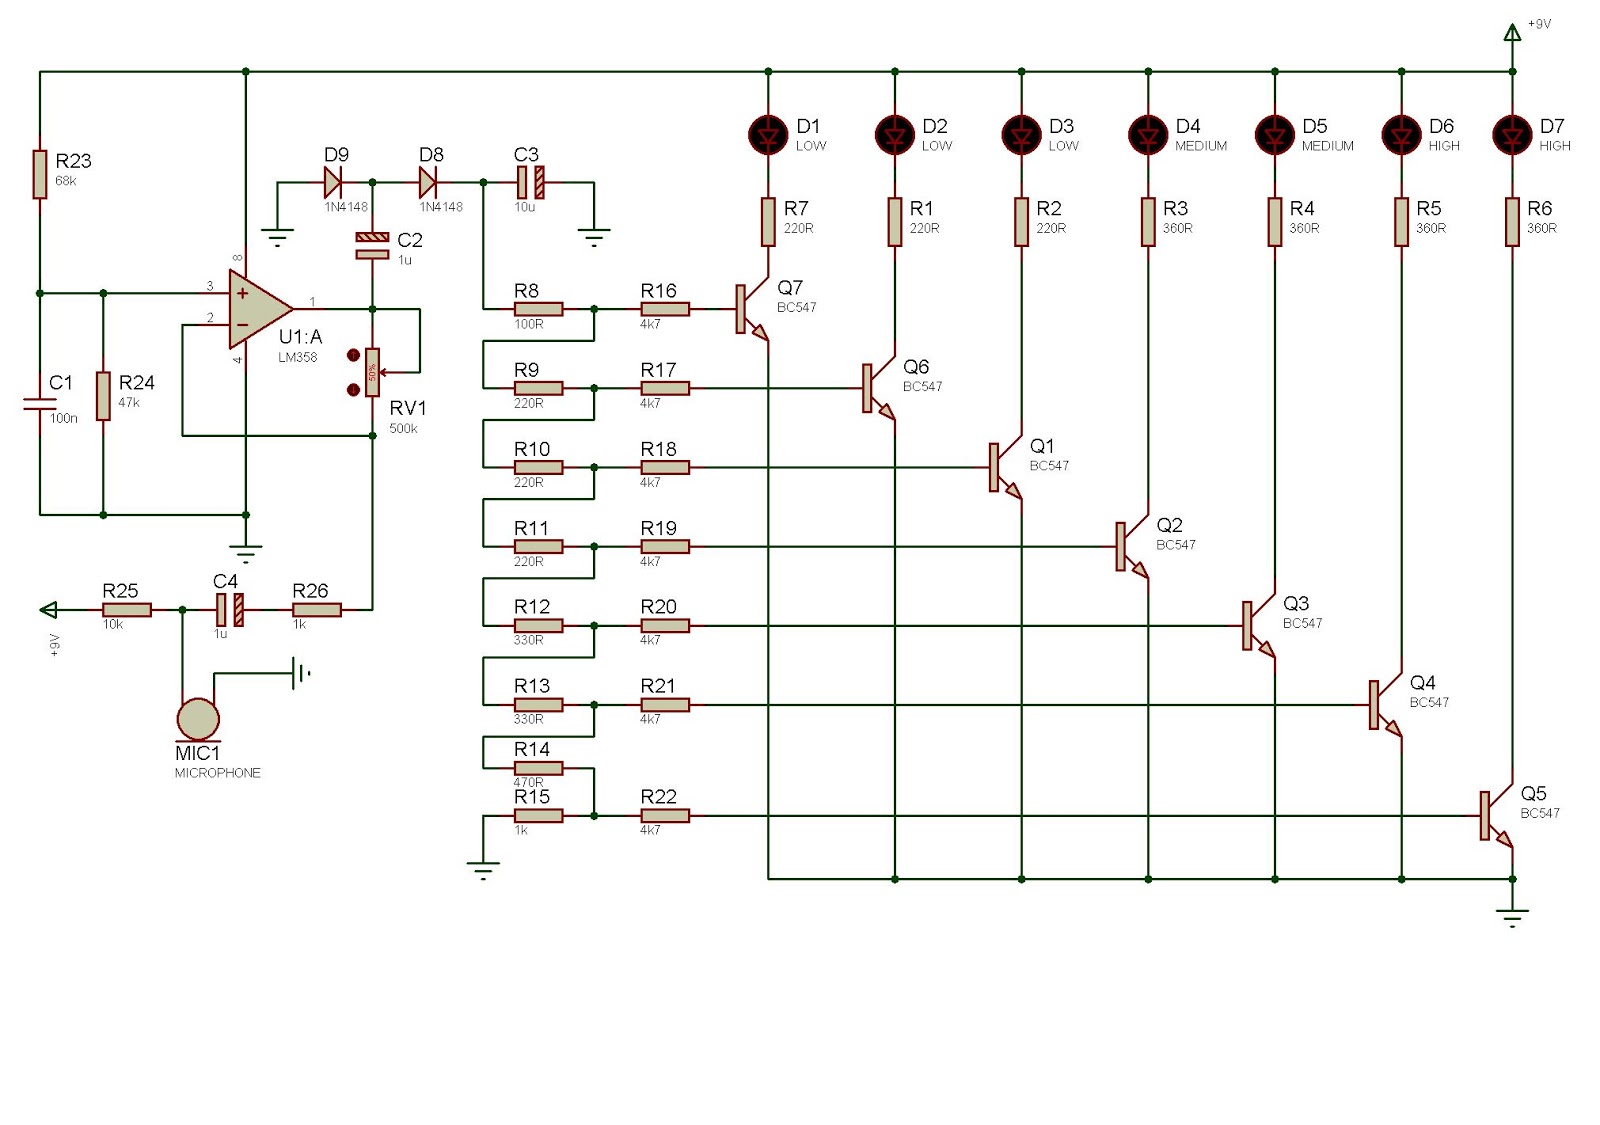 +9V
D1
LOW
D2
LOW
D3
LOW
D4
MEDIUM
D5
MEDIUM
D6
HIGH
D7
HIGH
R23
68k
D9
1N4148
D8
1N4148
C3
10u
R7
220R
R1
220R
R2
220R
R3
360R
R4
360R
R5
360R
R6
360R
C2
1u
8
3
2
1
4
+
−
U1:A
LM358
R8
100R
R16
4k7
Q7
BC547
C1
100n
R24
47k
50%
RV1
500k
R9
220R
R17
4k7
Q6
BC547
R10
220R
R18
4k7
Q1
BC547
R11
220R
R19
4k7
Q2
BC547
+9V
R25
10k
C4
1u
R26
1k
R12
330R
R20
4k7
Q3
BC547
R13
330R
R21
4k7
Q4
BC547
MIC1
MICROPHONE
R14
470R
R15
1k
R22
4k7
Q5
BC547